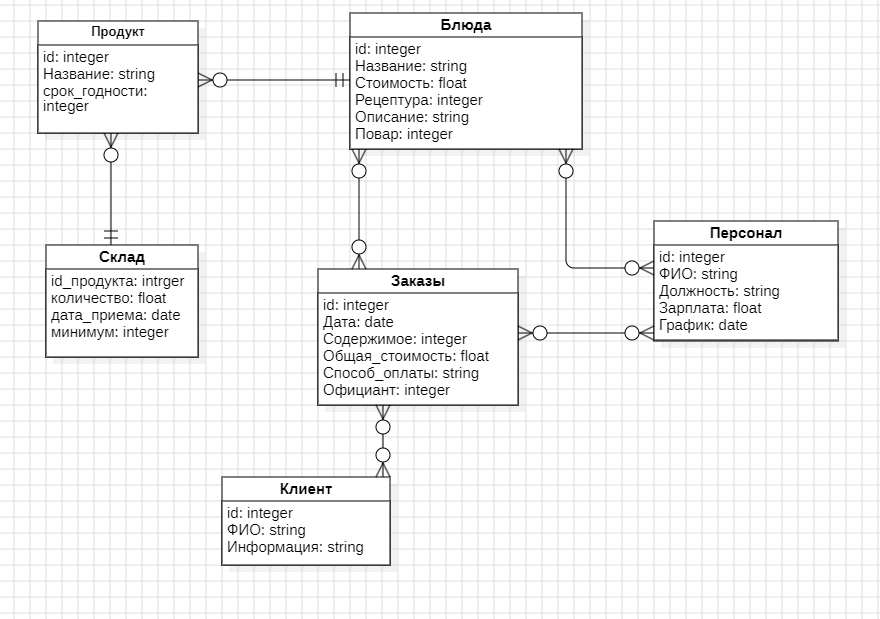 Продукт
id: integer
Название: string
срок_годности:
integer
Блюда
id: integer
Название: string
Стоимость: float
Рецептура: integer
Описание: string
Повар: integer
Склад
id_продукта: intrger
количество: float
дата_приема: date
минимум: integer
Заказы
id: integer
Дата: date
Содержимое: integer
Общая_стоимость: float
Способ_оплаты: string
Официант: integer
Персонал
id: integer
ФИО: string
Должность: string
Зарплата: float
График: date
Клиент
id: integer
ФИО: string
Информация: string